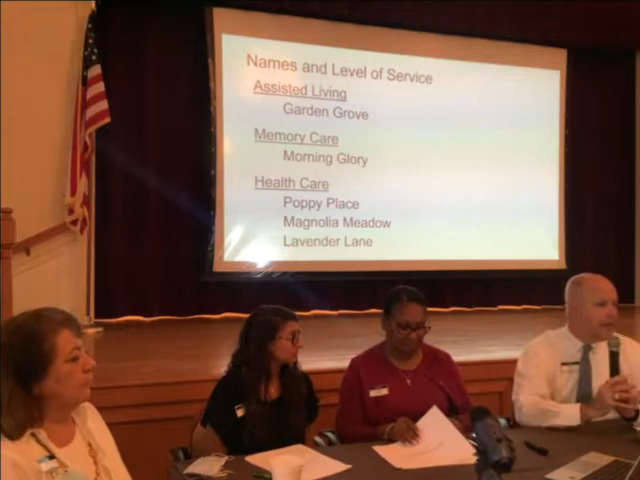 Names and Level of Service
Assisted Living
Garden Grove
Memory Care
Morning Glory
Health Care
Poppy Place
Magnolia Meadow
Lavender Lane